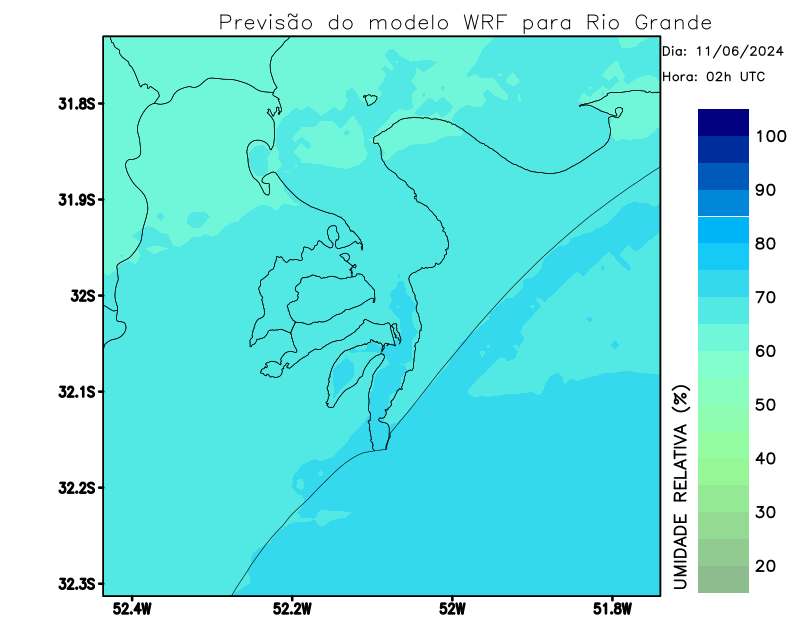 Previsão do modelo WRF para Rio Grande
Dia: 11/06/2024
Hora: 02h UTC
31.8S
31.9S
32S
32.1S
32.2S
32.3S
52.4W
52.2W
52W
51.8W
100
90
80
70
60
50
40
30
20
UMIDADE RELATIVA (%)